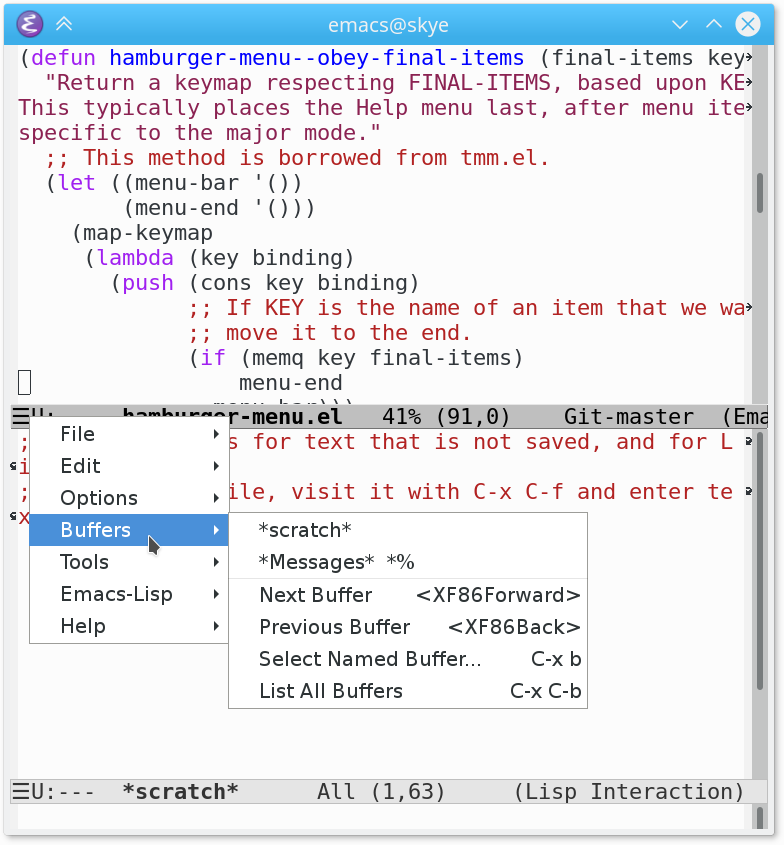 emacs@skye
(defun hamburger-menu--obey-final-items (final-items key
"Return a keymap respecting FINAL-ITEMS, based upon KE
This typically places the Help menu last, after menu ite
specific to the major mode."
;; This method is borrowed from tmm.el.
(let ((menu-bar '())
(menu-end '()))
(map-keymap
(lambda (key binding)
(push (cons key binding)
;; If KEY is the name of an item that we wa
;; move it to the end.
(if (memq key final-items)
menu-end
menu-bar)))
☰U: hamburger-menu.el 41% (91,0) Git-master (Ema
; s for text that is not saved, and for L
i
; ile, visit it with C-x C-f and enter te
x
File
Edit
Options
Buffers
Tools
Emacs-Lisp
Help
*scratch*
*Messages* *%
Next Buffer <XF86Forward>
Previous Buffer <XF86Back>
Select Named Buffer... C-x b
List All Buffers C-x C-b
☰U:--- *scratch* All (1,63) (Lisp Interaction)